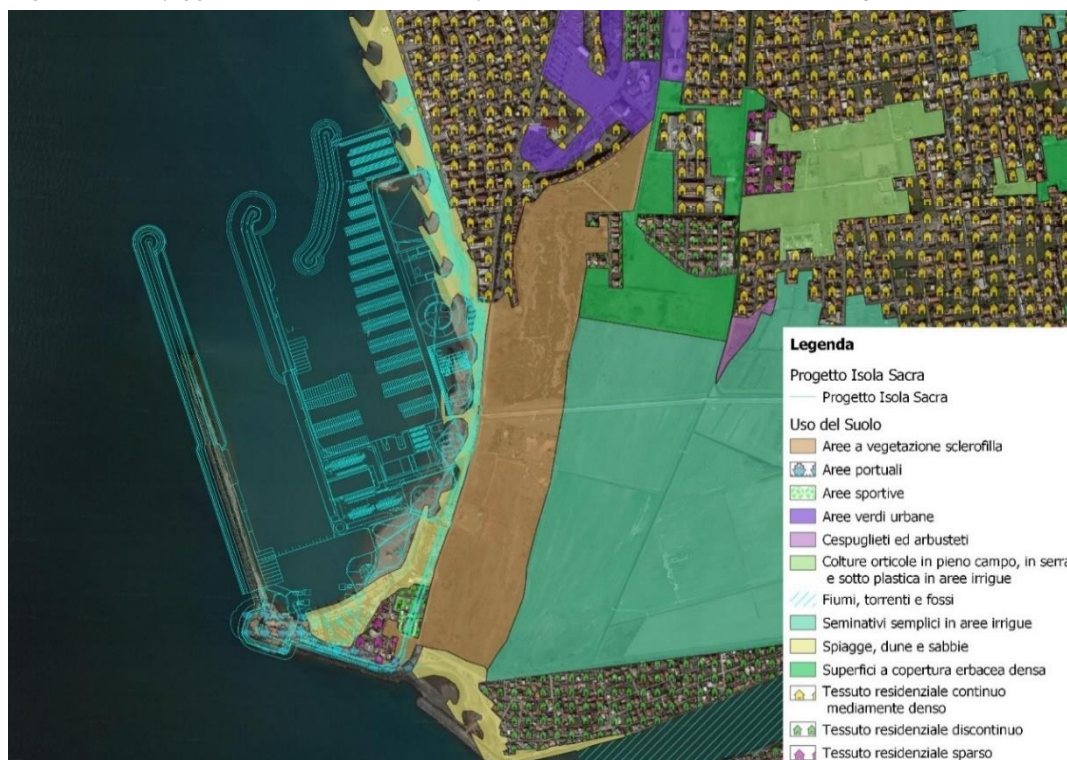 Legenda
Progetto Isola Sacra
Progetto Isola Sacra
Uso del Suolo
Aree a vegetazione sclerofilla
Aree portuali
Aree sportive
Aree verdi urbane
Cespuglieti ed arbusteti
Colture orticole in pieno campo, in serra
e sotto plastica in aree irrigue
Fiumi, torrenti e fossi
Seminativi semplici in aree irrigue
Spiagge, dune e sabbie
Superfici a copertura erbacea densa
Tessuto residenziale continuo
mediamente denso
Tessuto residenziale discontinuo
Tessuto residenziale sparso